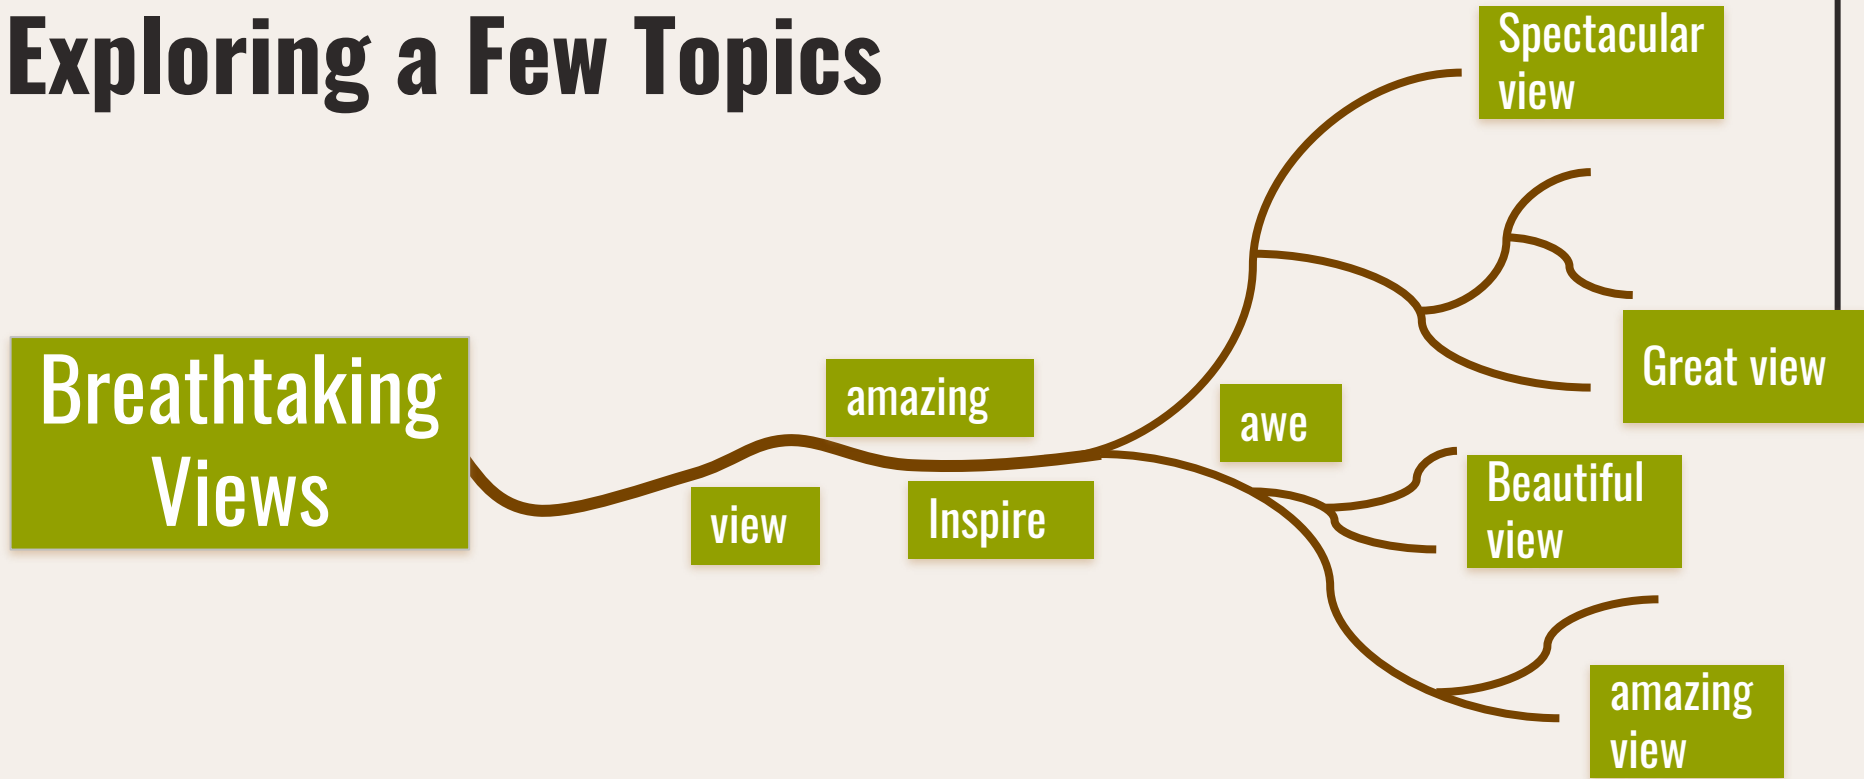 Exploring a Few Topics
Breathtaking
Views
view
amazing
Inspire
awe
Spectacular
view
Great view
Beautiful
view
amazing
view